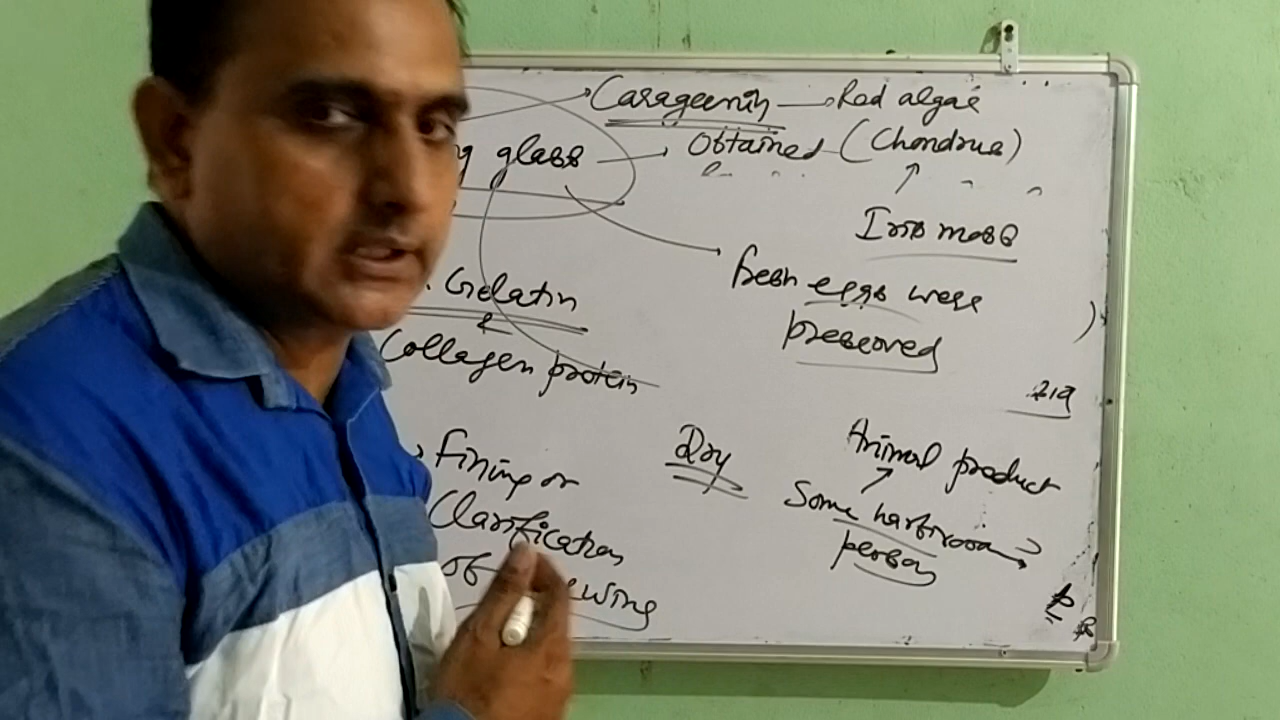 Carageenin → Red algae
glass → Obtained (Chondrus)
Iris moss
fresh eggs were
preserved
Gelatin
Collagen protein
219
Dry
Animal product
Fining or
Clarification
of wine
Some
person